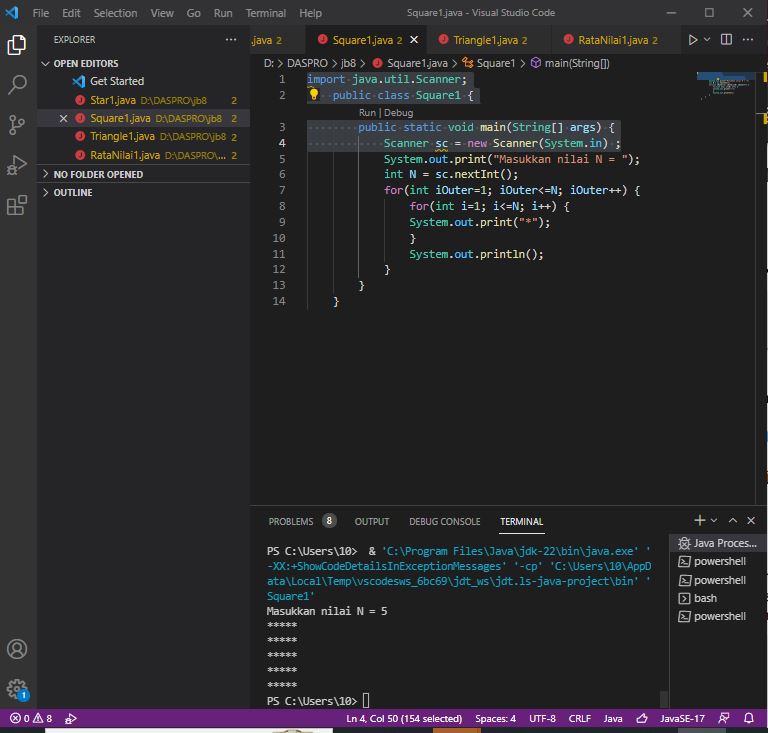 File Edit Selection View Go Run Terminal Help Square1.java - Visual Studio Code
EXPLORER ···
.java 2 Square1.java 2 Triangle1.java 2 RataNilai1.java 2
D: > DASPRO > jb8 > Square1.java > Square1 > main(String[])
OPEN EDITORS
Get Started
Star1.java D:\DASPRO\jb8 2
Square1.java D:\DASPRO\jb8 2
Triangle1.java D:\DASPRO\jb8 2
RataNilai1.java D:\DASPRO\... 2
NO FOLDER OPENED
OUTLINE
1 import java.util.Scanner;
2 public class Square1 {
Run | Debug
3 public static void main(String[] args) {
4 Scanner sc = new Scanner(System.in) ;
5 System.out.print("Masukkan nilai N = ");
6 int N = sc.nextInt();
7 for(int iOuter=1; iOuter<=N; iOuter++) {
8 for(int i=1; i<=N; i++) {
9 System.out.print("*");
10 }
11 System.out.println();
12 }
13 }
14 }
PROBLEMS 8 OUTPUT DEBUG CONSOLE TERMINAL
PS C:\Users\10> & 'C:\Program Files\Java\jdk-22\bin\java.exe' '
-XX:+ShowCodeDetailsInExceptionMessages' '-cp' 'C:\Users\10\AppD
ata\Local\Temp\vscodesws_6bc69\jdt_ws\jdt.ls-java-project\bin' '
Square1'
Masukkan nilai N = 5
*****
*****
*****
*****
*****
PS C:\Users\10>
Java Proces...
powershell
powershell
bash
powershell
1
0 8 Ln 4, Col 50 (154 selected) Spaces: 4 UTF-8 CRLF Java JavaSE-17